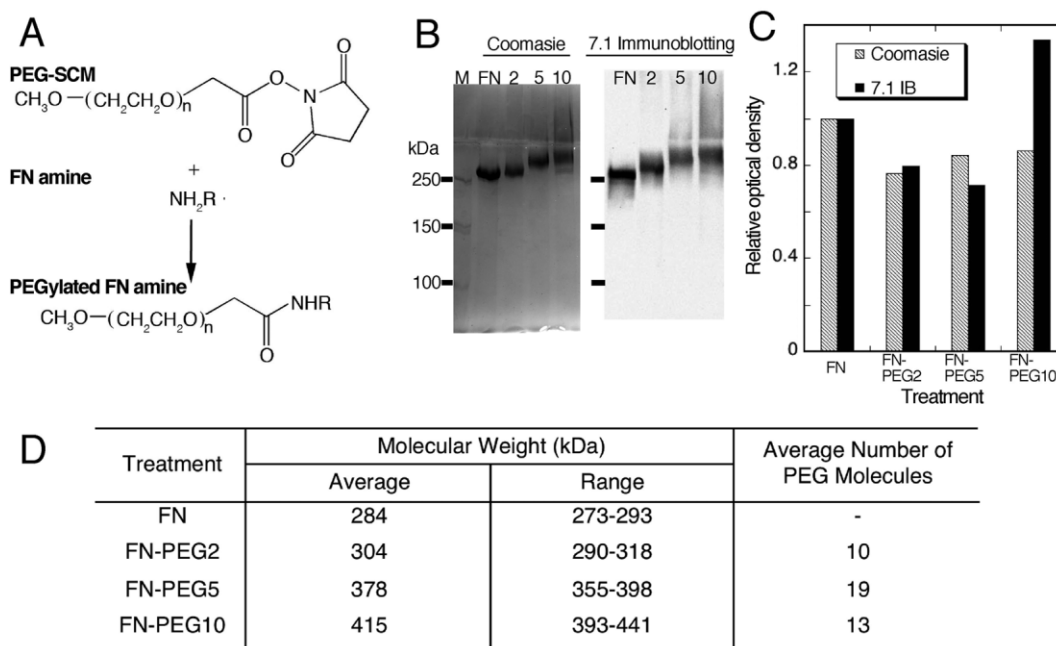 A
PEG-SCM
CH₃O—(CH₂CH₂O)n
O
O
N
O
O
+
FN amine
NH₂R
PEGylated FN amine
CH₃O—(CH₂CH₂O)n
NHR
O
B
Coomasie
7.1 Immunoblotting
M FN 2 5 10
FN 2 5 10
kDa
250
150
100
C
Coomasie
7.1 IB
Relative optical density
1.2
0.8
0.4
0
FN
FN-PEG2
FN-PEG5
FN-PEG10
Treatment
D
Treatment
Molecular Weight (kDa)
Average Number of
PEG Molecules
Average
Range
FN 284 273-293 -
FN-PEG2 304 290-318 10
FN-PEG5 378 355-398 19
FN-PEG10 415 393-441 13